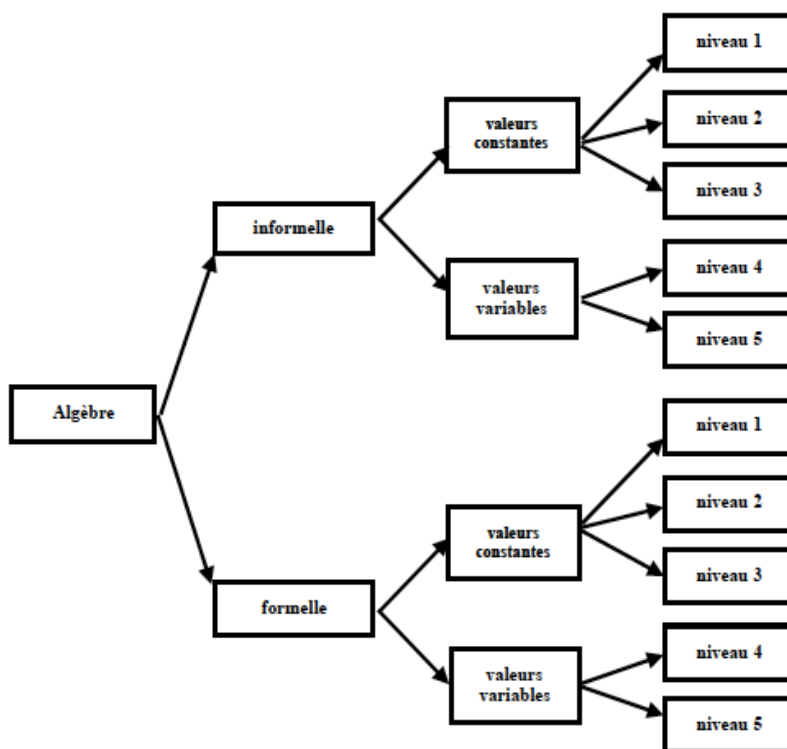 niveau 1
valeurs
constantes
niveau 2
niveau 3
informelle
niveau 4
valeurs
variables
niveau 5
Algèbre
niveau 1
niveau 2
valeurs
constantes
niveau 3
formelle
niveau 4
valeurs
variables
niveau 5